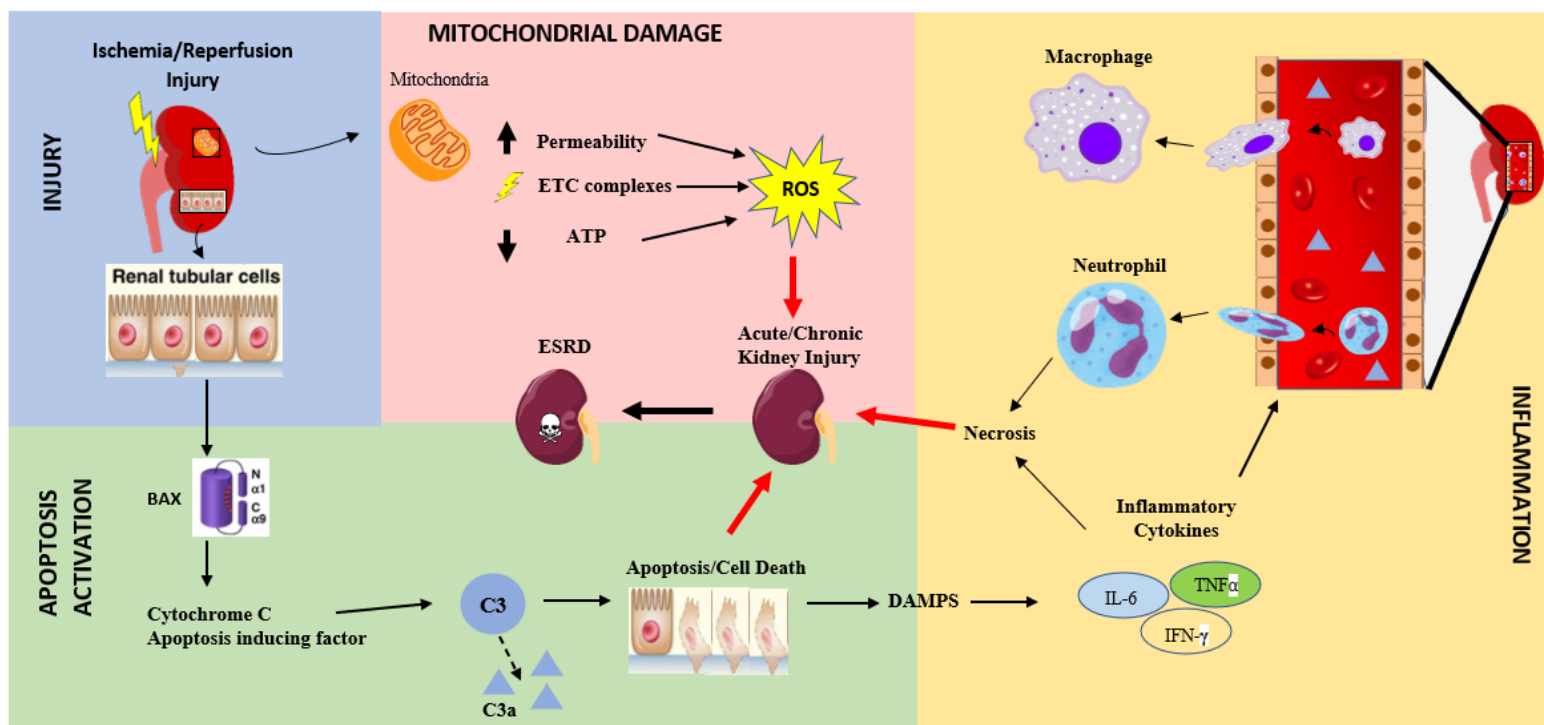 INJURY
Ischemia/Reperfusion
Injury
Renal tubular cells
MITOCHONDRIAL DAMAGE
Mitochondria
Permeability
ETC complexes
ATP
ROS
Acute/Chronic
Kidney Injury
ESRD
APOPTOSIS
ACTIVATION
BAX
N
α1
C
α9
Cytochrome C
Apoptosis inducing factor
C3
C3a
Apoptosis/Cell Death
DAMPS
INFLAMMATION
Macrophage
Neutrophil
Necrosis
Inflammatory
Cytokines
IL-6
TNFα
IFN-γ